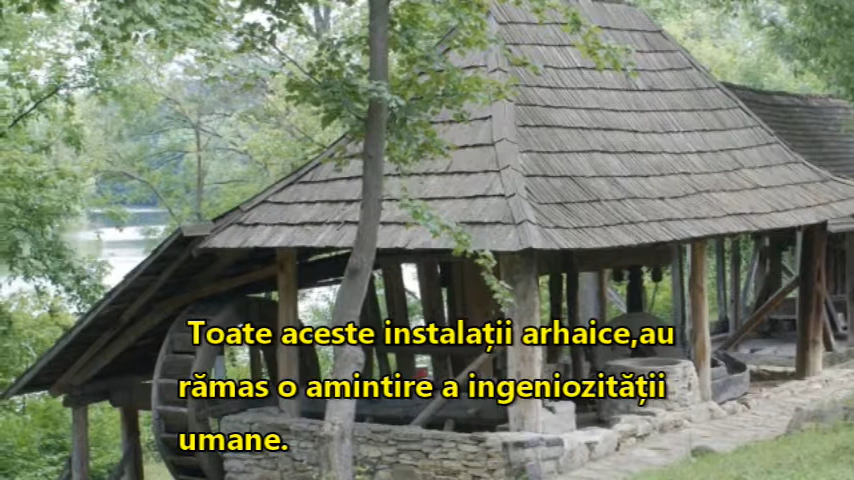 Toate aceste instalații arhaice,au
rămas o amintire a ingeniozității
umane.